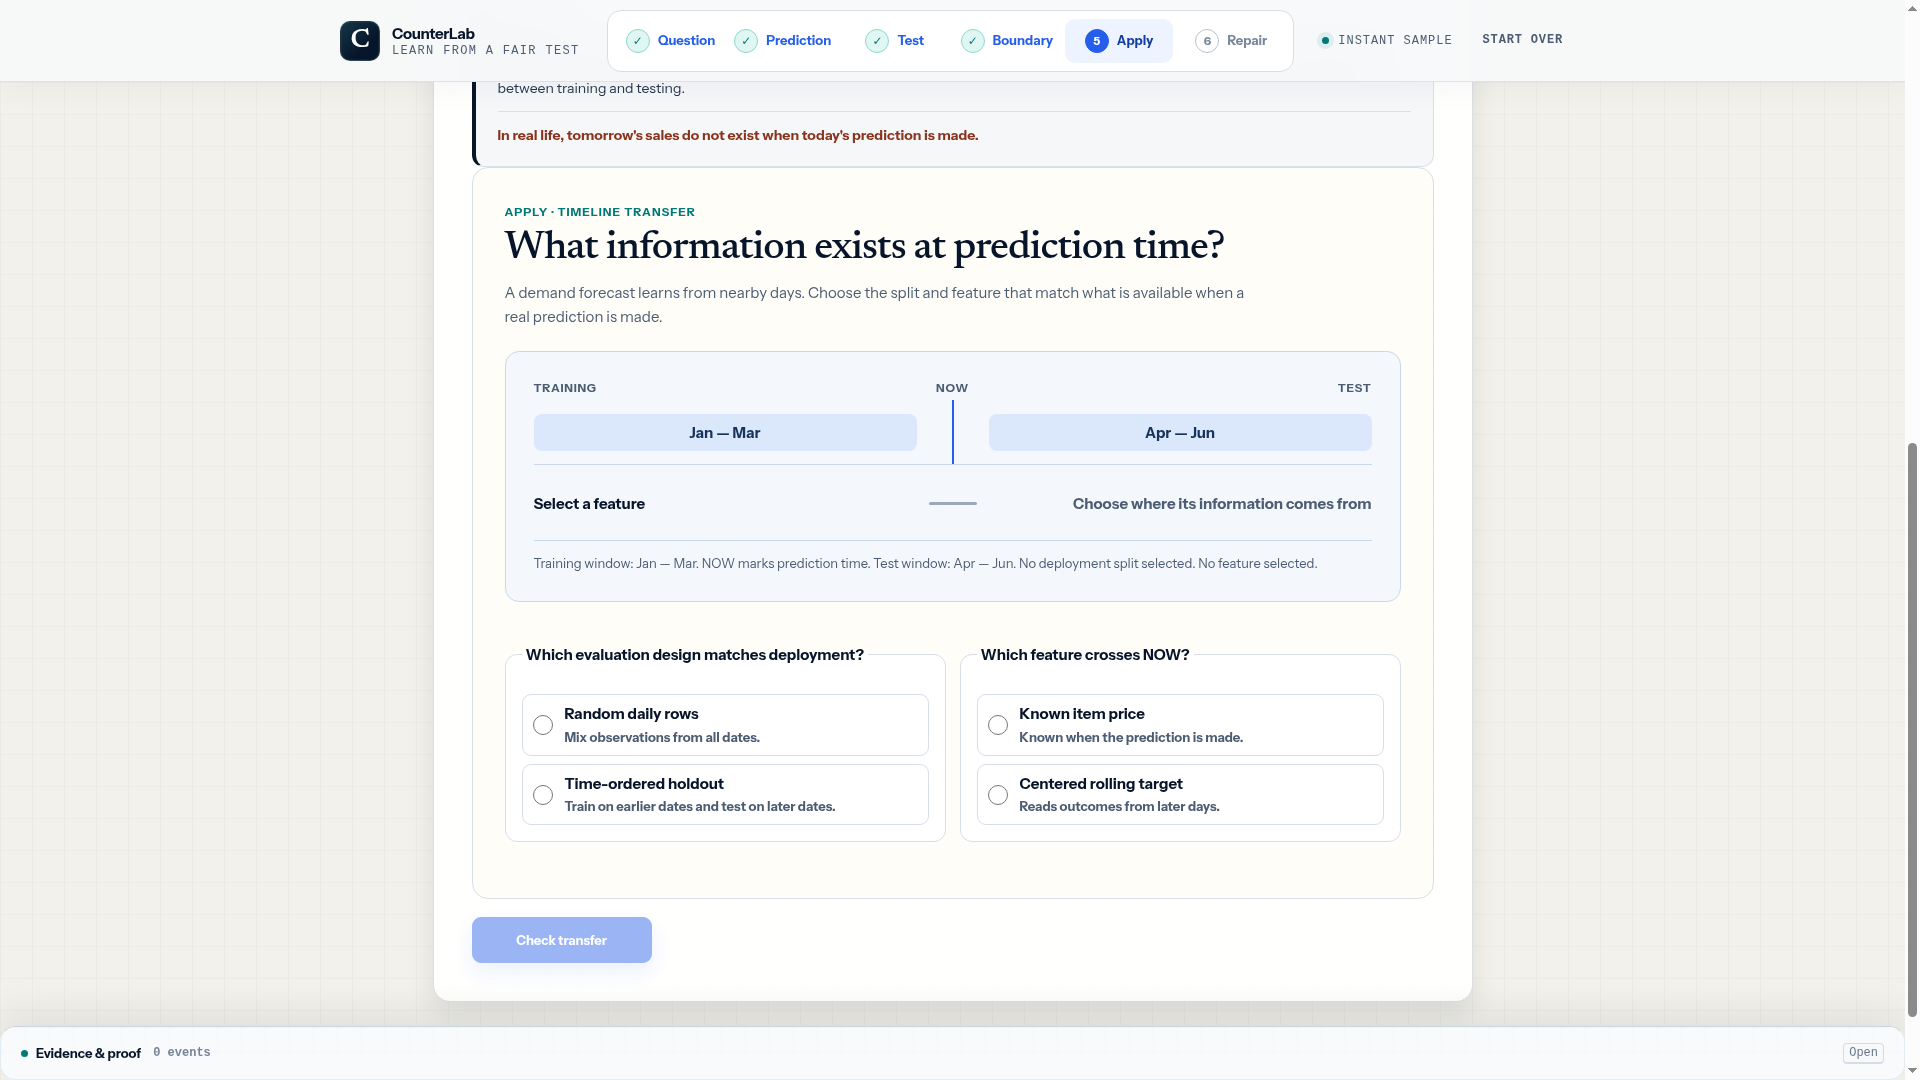 C
CounterLab
LEARN FROM A FAIR TEST
✓ Question
✓ Prediction
✓ Test
✓ Boundary
5 Apply
6 Repair
INSTANT SAMPLE
START OVER
between training and testing.
In real life, tomorrow's sales do not exist when today's prediction is made.
APPLY · TIMELINE TRANSFER
What information exists at prediction time?
A demand forecast learns from nearby days. Choose the split and feature that match what is available when a
real prediction is made.
TRAINING
NOW
TEST
Jan — Mar
Apr — Jun
Select a feature
Choose where its information comes from
Training window: Jan — Mar. NOW marks prediction time. Test window: Apr — Jun. No deployment split selected. No feature selected.
Which evaluation design matches deployment?
Random daily rows
Mix observations from all dates.
Time-ordered holdout
Train on earlier dates and test on later dates.
Which feature crosses NOW?
Known item price
Known when the prediction is made.
Centered rolling target
Reads outcomes from later days.
Check transfer
Evidence & proof
0 events
Open